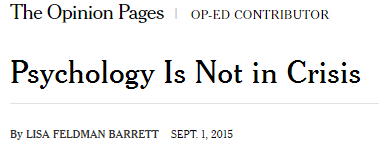 The Opinion Pages | OP-ED CONTRIBUTOR
Psychology Is Not in Crisis
By LISA FELDMAN BARRETT SEPT. 1, 2015